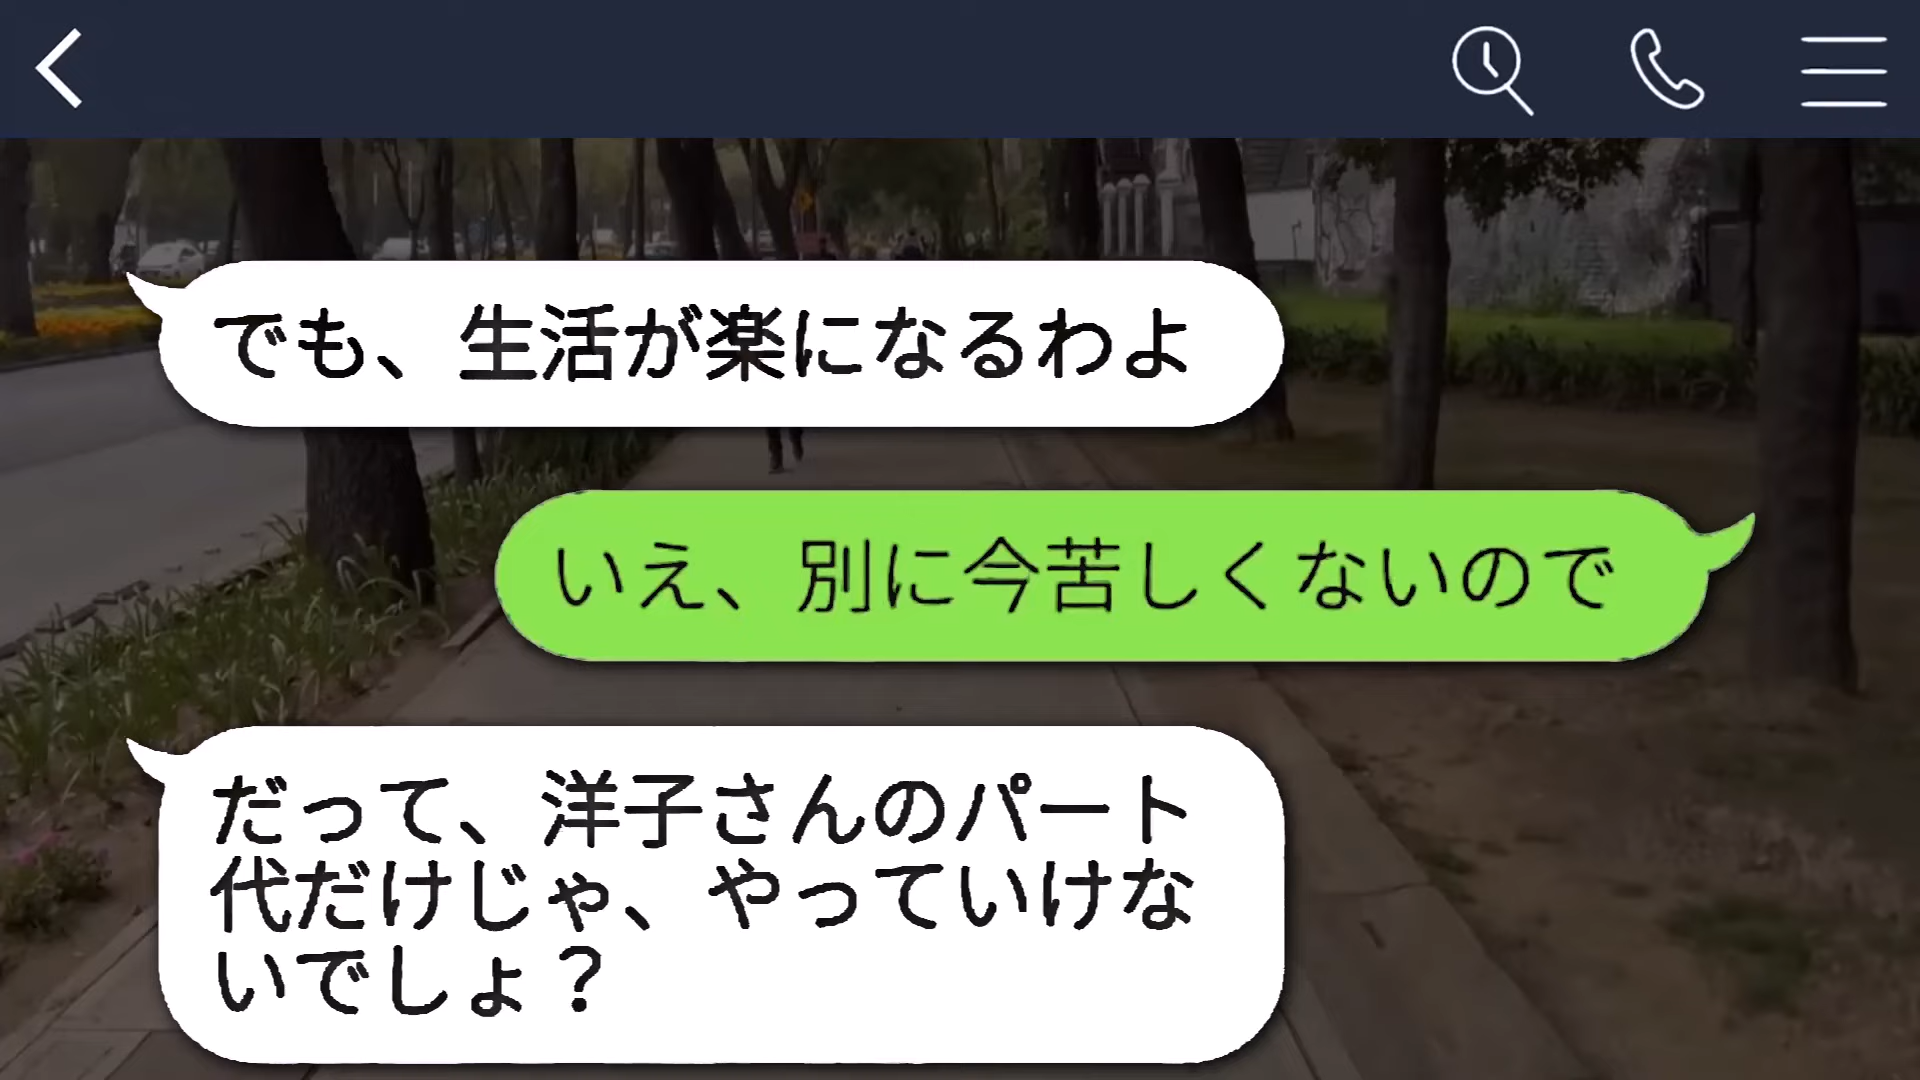 でも、生活が楽になるわよ
いえ、別に今苦しくないので
だって、洋子さんのパート
代だけじゃ、やっていけな
いでしょ？